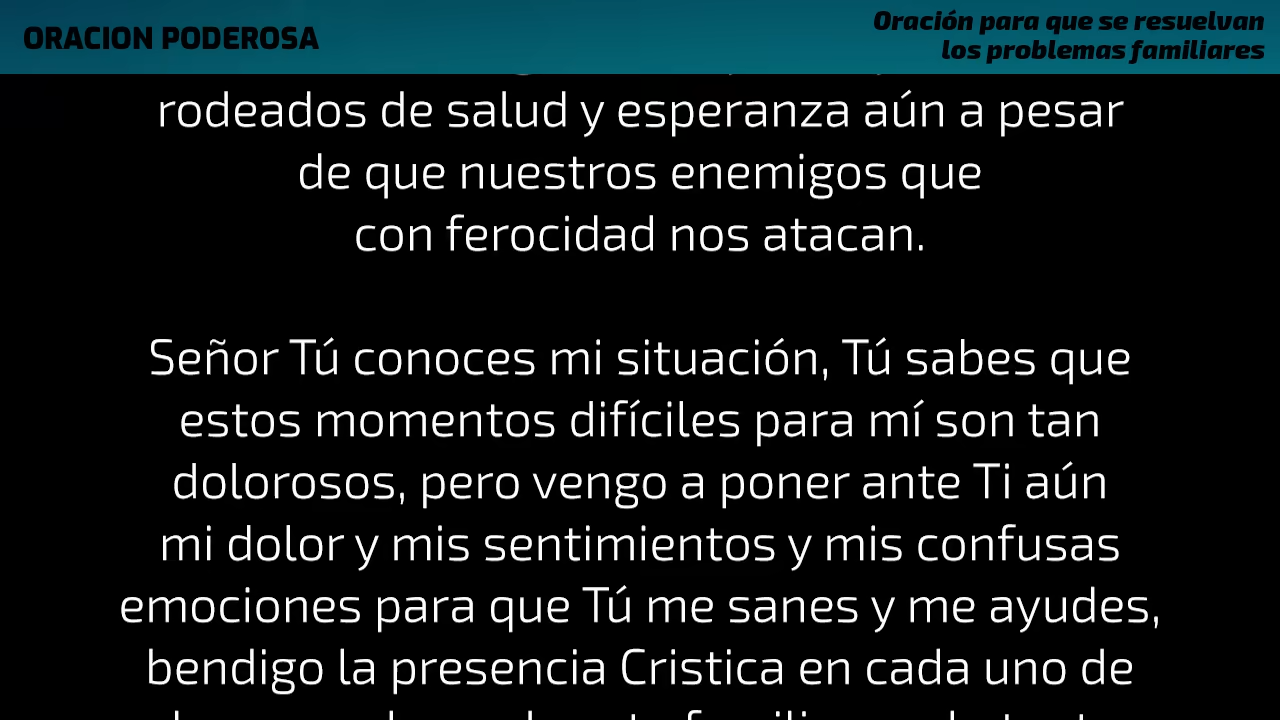 ORACION PODEROSA
Oración para que se resuelvan
los problemas familiares
rodeados de salud y esperanza aún a pesar
de que nuestros enemigos que
con ferocidad nos atacan.
Señor Tú conoces mi situación, Tú sabes que
estos momentos difíciles para mí son tan
dolorosos, pero vengo a poner ante Ti aún
mi dolor y mis sentimientos y mis confusas
emociones para que Tú me sanes y me ayudes,
bendigo la presencia Cristica en cada uno de